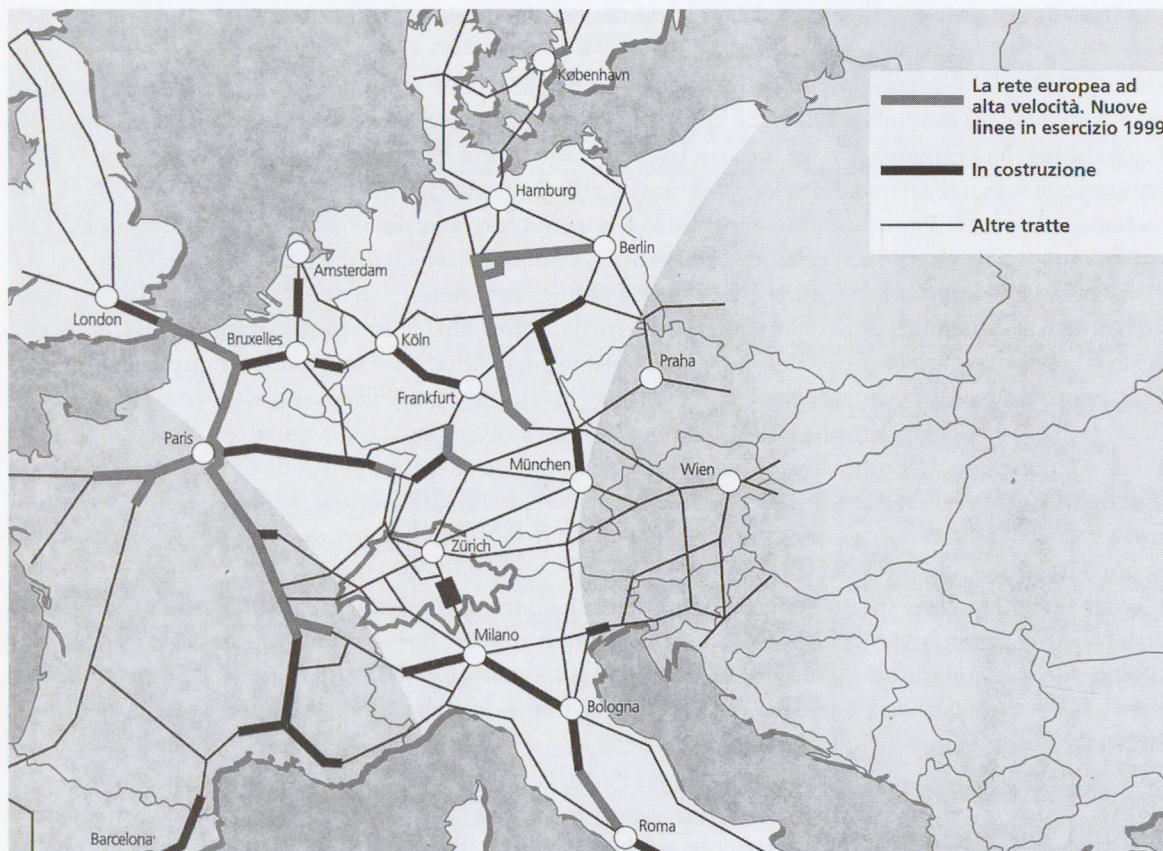 København
La rete europea ad
alta velocità. Nuove
linee in esercizio 1999
In costruzione
Altre tratte
Hamburg
Berlin
Amsterdam
London
Bruxelles
Köln
Praha
Frankfurt
Paris
München
Wien
Zürich
Milano
Bologna
Roma
Barcelona